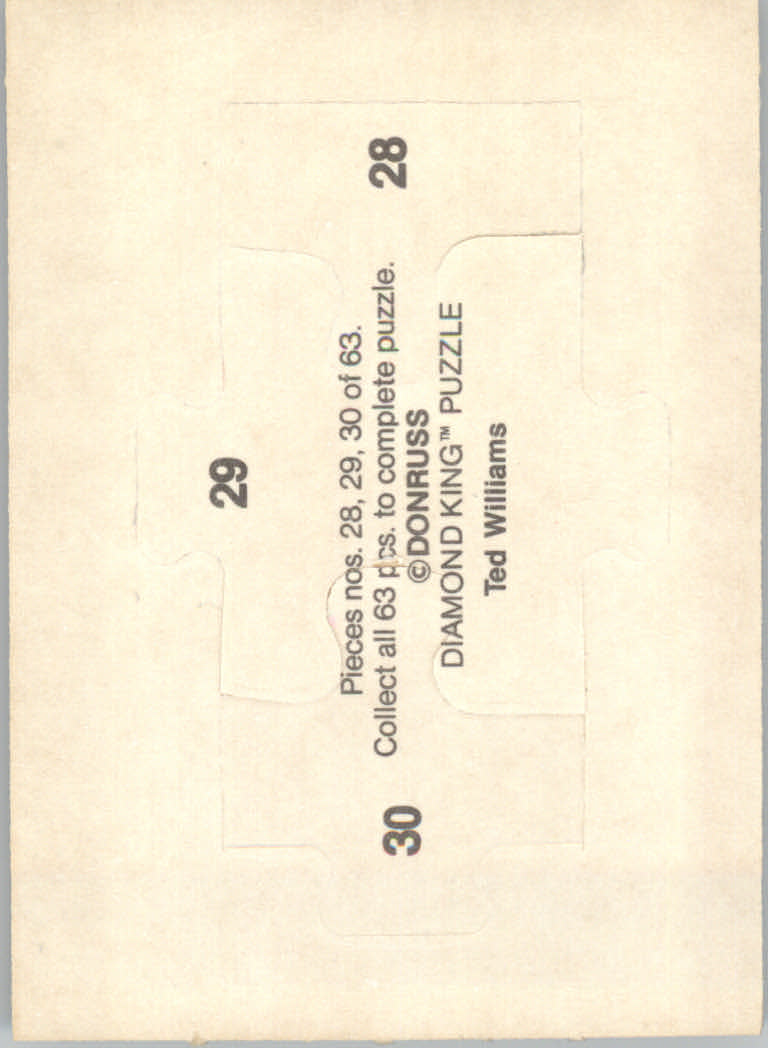 29
Pieces nos. 28, 29, 30 of 63.
30 Collect all 63 pcs. to complete puzzle. 28
© DONRUSS
DIAMOND KING™ PUZZLE
Ted Williams